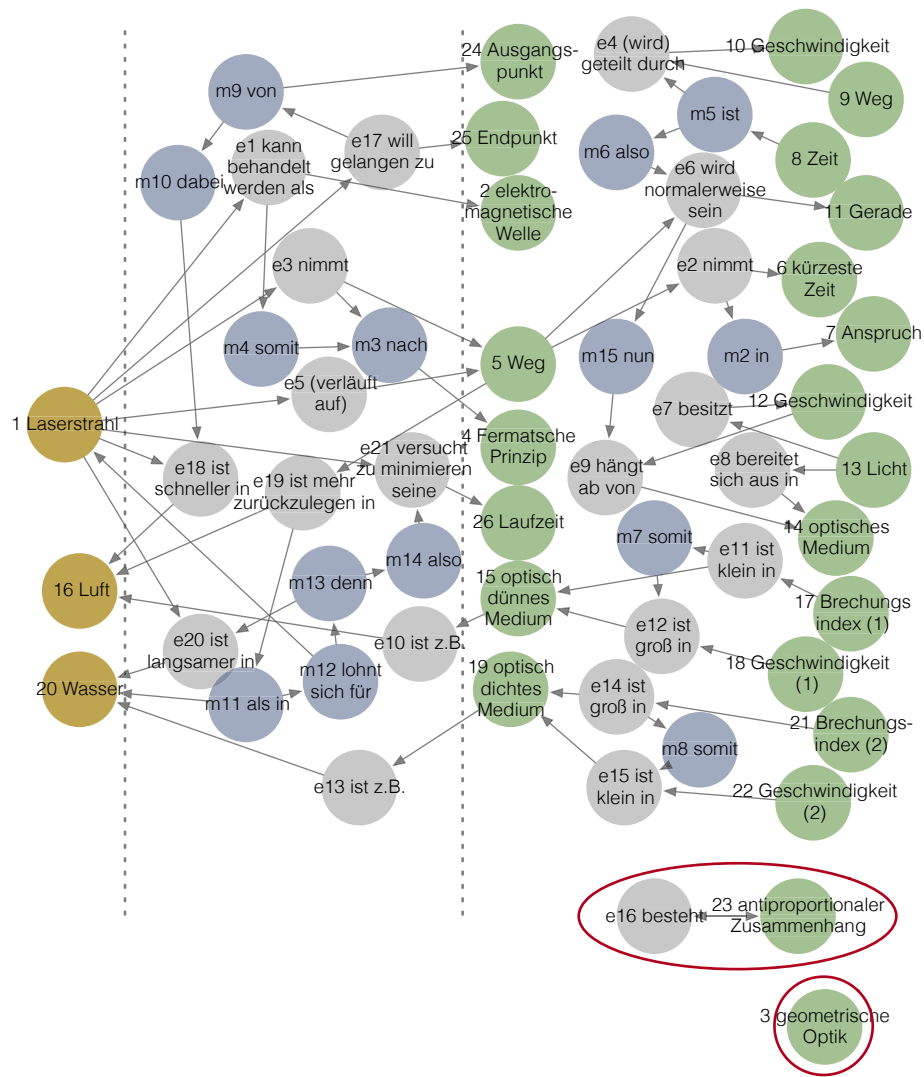 24 Ausgangs-
punkt
e4 (wird)
geteilt durch
10 Geschwindigkeit
m9 von
9 Weg
m5 ist
e17 will
gelangen zu
25 Endpunkt
e1 kann
behandelt
werden als
m6 also
8 Zeit
m10 dabei
2 elektro-
magnetische
Welle
e6 wird
normalerweise
sein
11 Gerade
e3 nimmt
e2 nimmt
6 kürzeste
Zeit
7 Anspruch
m4 somit
m3 nach
5 Weg
m15 nun
m2 in
e5 (verläuft
auf)
e7 besitzt
12 Geschwindigkeit
1 Laserstrahl
4 Fermatsche
Prinzip
e21 versucht
zu minimieren
seine
e18 ist
schneller in
e19 ist mehr
zurückzulegen in
e9 hängt
ab von
e8 bereitet
sich aus in
13 Licht
26 Laufzeit
14 optisches
Medium
m7 somit
e11 ist
klein in
m14 also
m13 denn
16 Luft
15 optisch
dünnes
Medium
17 Brechungs
index (1)
e12 ist
groß in
e10 ist z.B.
e20 ist
langsamer in
m12 lohnt
sich für
18 Geschwindigkeit
(1)
20 Wasser
m11 als in
19 optisch
dichtes
Medium
e14 ist
groß in
21 Brechungs-
index (2)
m8 somit
e13 ist z.B.
e15 ist
klein in
22 Geschwindigkeit
(2)
e16 besteht
23 antiproportionaler
Zusammenhang
3 geometrische
Optik